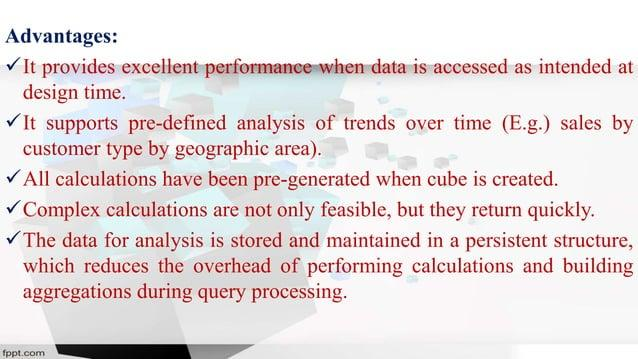 Advantages:
✓It provides excellent performance when data is accessed as intended at
design time.
✓It supports pre-defined analysis of trends over time (E.g.) sales by
customer type by geographic area).
✓All calculations have been pre-generated when cube is created.
✓Complex calculations are not only feasible, but they return quickly.
✓The data for analysis is stored and maintained in a persistent structure,
which reduces the overhead of performing calculations and building
aggregations during query processing.
fppt.com